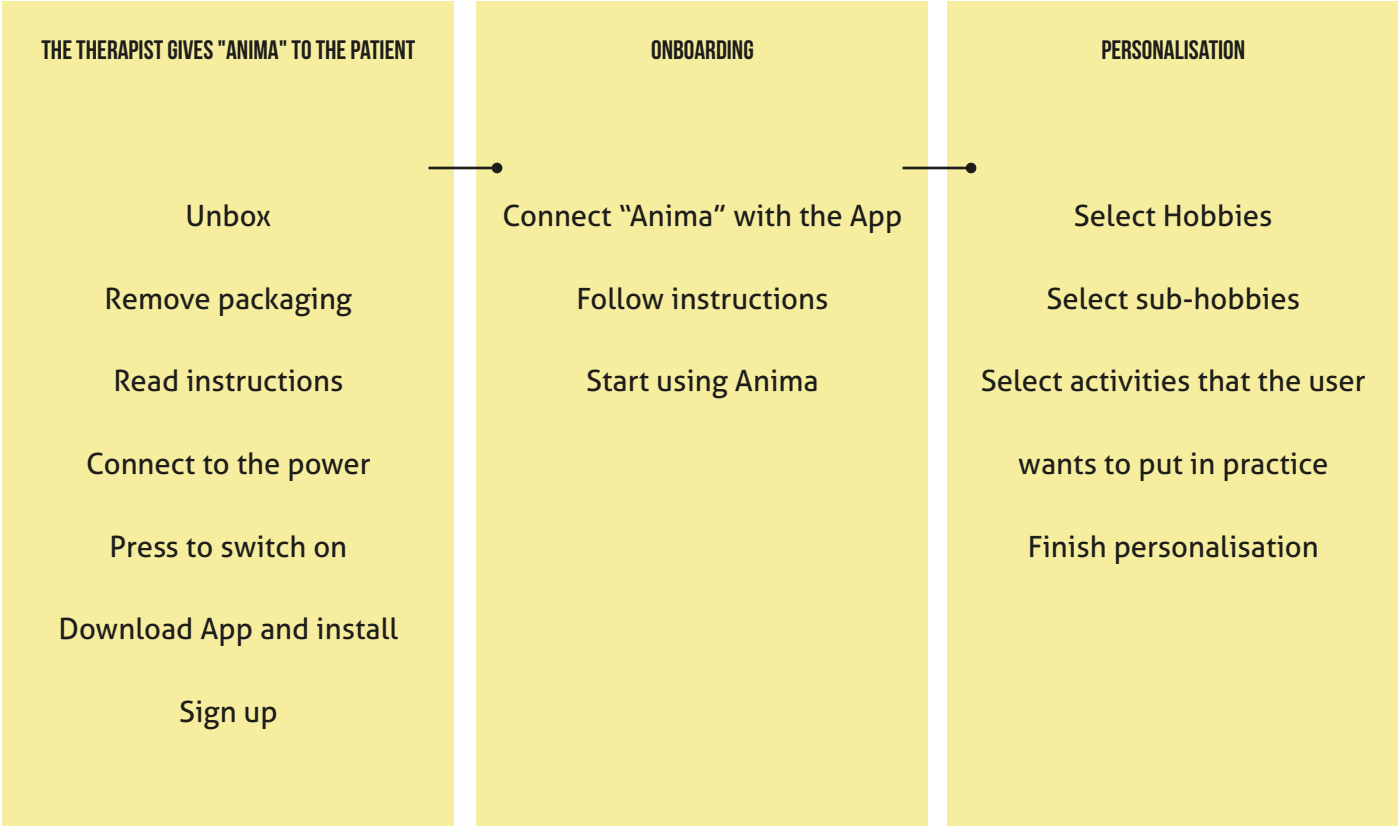 THE THERAPIST GIVES "ANIMA" TO THE PATIENT
Unbox
Remove packaging
Read instructions
Connect to the power
Press to switch on
Download App and install
Sign up
ONBOARDING
Connect “Anima” with the App
Follow instructions
Start using Anima
PERSONALISATION
Select Hobbies
Select sub-hobbies
Select activities that the user
wants to put in practice
Finish personalisation